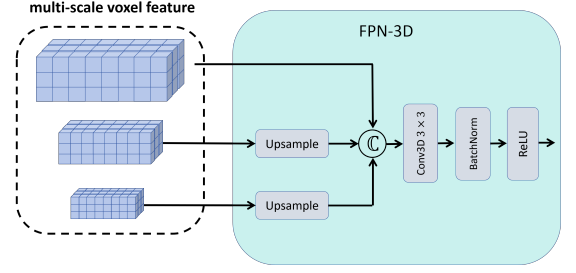 multi-scale voxel feature
FPN-3D
Upsample
ℂ
Conv3D 3 × 3
BatchNorm
ReLU
Upsample